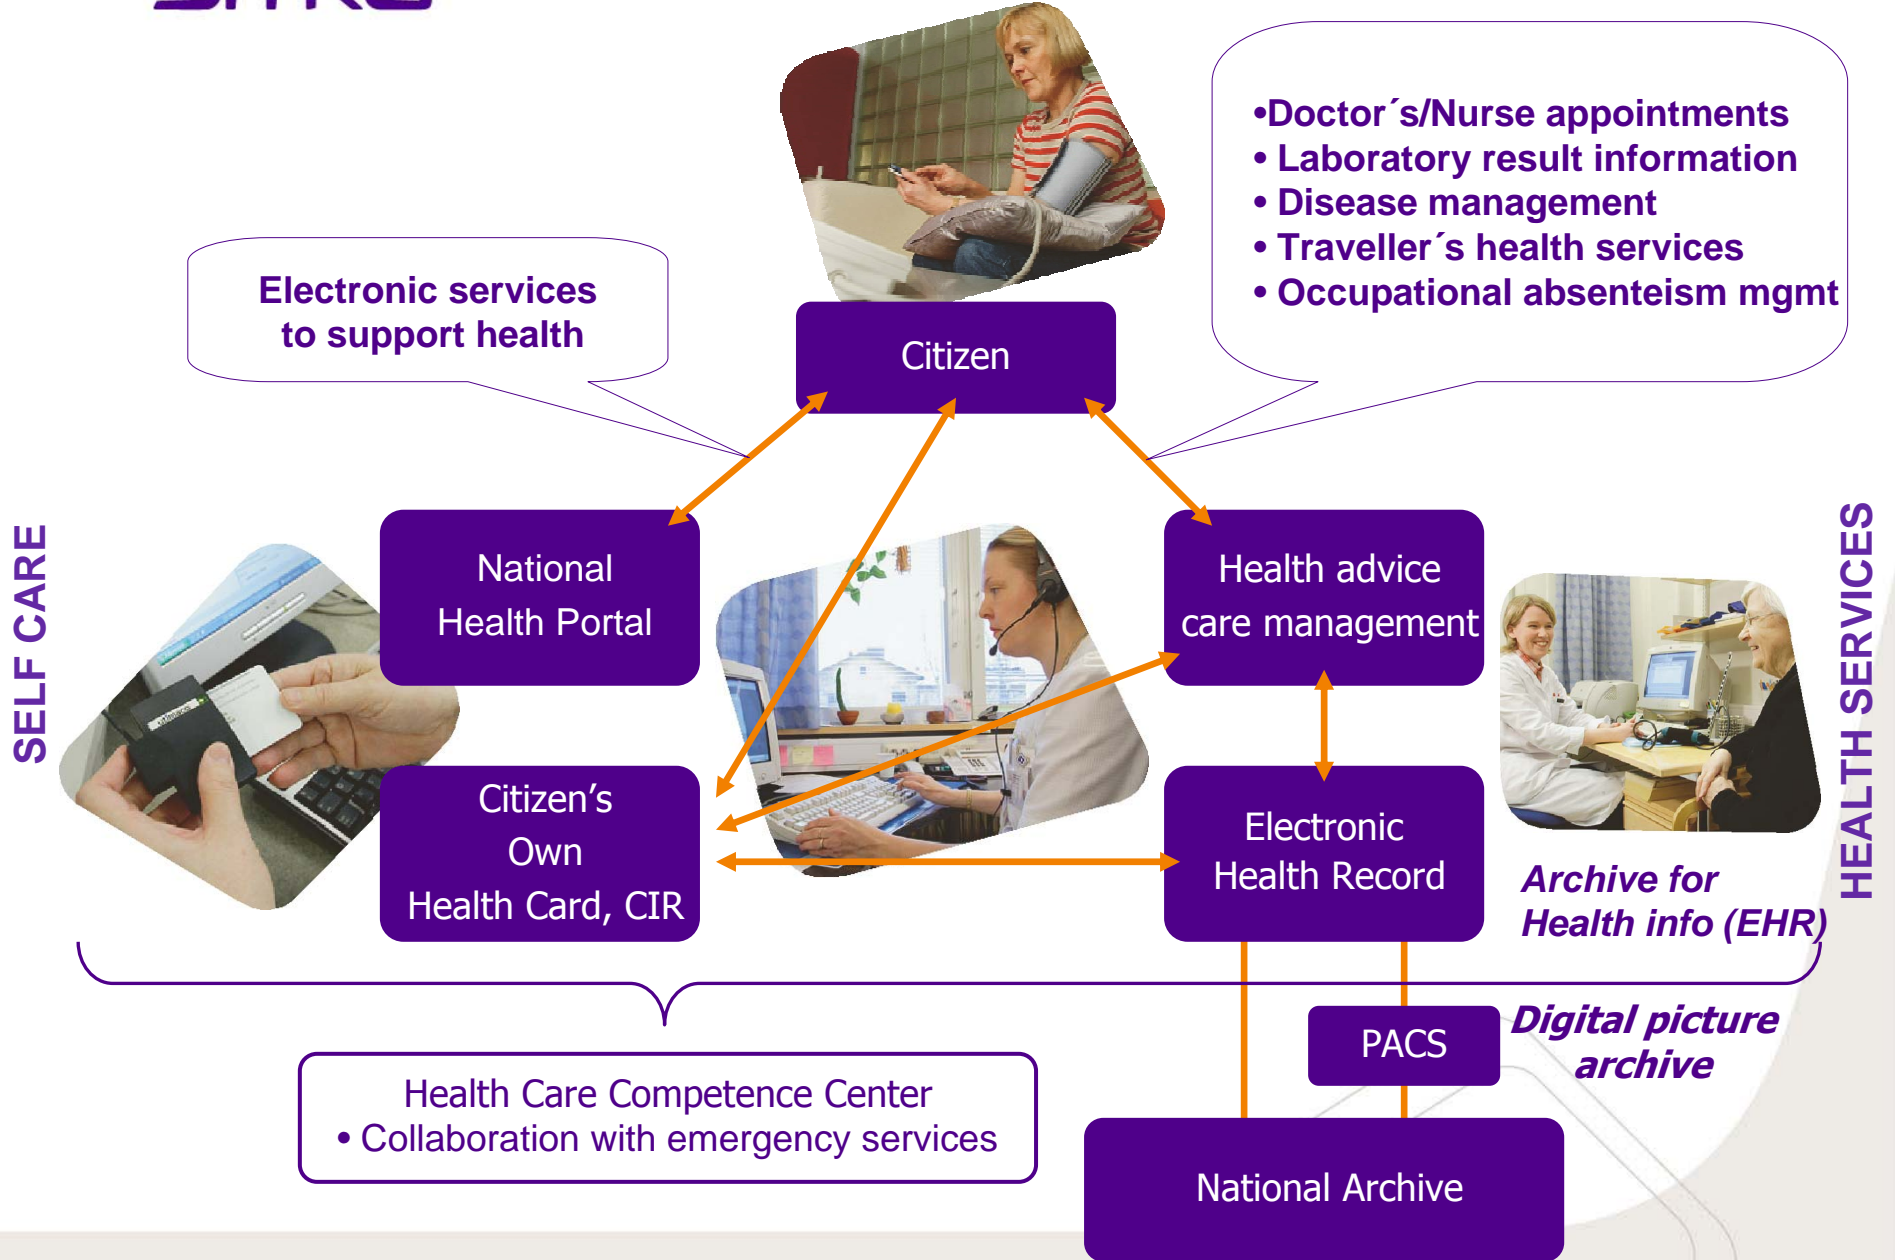 •Doctor´s/Nurse appointments
• Laboratory result information
• Disease management
• Traveller´s health services
• Occupational absenteism mgmt
Electronic services
to support health
Citizen
SELF CARE
National
Health Portal
Health advice
care management
HEALTH SERVICES
Citizen’s
Own
Health Card, CIR
Electronic
Health Record
Archive for
Health info (EHR)
PACS
Digital picture
archive
Health Care Competence Center
• Collaboration with emergency services
National Archive